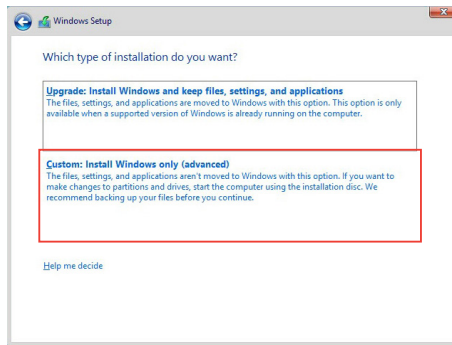 Windows Setup
Which type of installation do you want?
Upgrade: Install Windows and keep files, settings, and applications
The files, settings, and applications are moved to Windows with this option. This option is only
available when a supported version of Windows is already running on the computer.
Custom: Install Windows only (advanced)
The files, settings, and applications aren't moved to Windows with this option. If you want to
make changes to partitions and drives, start the computer using the installation disc. We
recommend backing up your files before you continue.
Help me decide